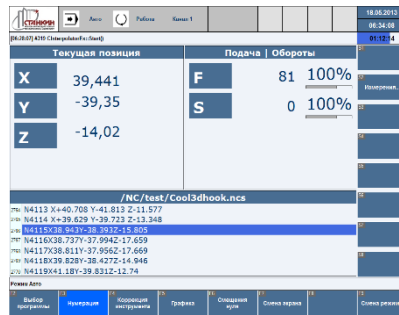 СТАНКИН
Авто
Работа
Канал 1
18.05.2013
06:34:08
01:12:14
Текущая позиция
Подача | Обороты
X 39,441
Y -39,35
Z -14,02
F 81 100%
S 0 100%
Измерения..
/NC/test/Cool3dhook.ncs
N4113 X+40.708 Y-41.813 Z-11.577
N4114 X+39.629 Y-39.723 Z-13.348
N4115X38.943Y-38.393Z-15.805
N4116X38.737Y-37.994Z-17.659
N4117X38.811Y-37.956Z-17.669
N4118X39.828Y-38.427Z-14.946
N4119X41.18Y-39.831Z-12.74
Режим Авто
Выбор программы
Нумерация
Коррекция инструмента
Графика
Смещения нуля
Смена экрана
Смена режима